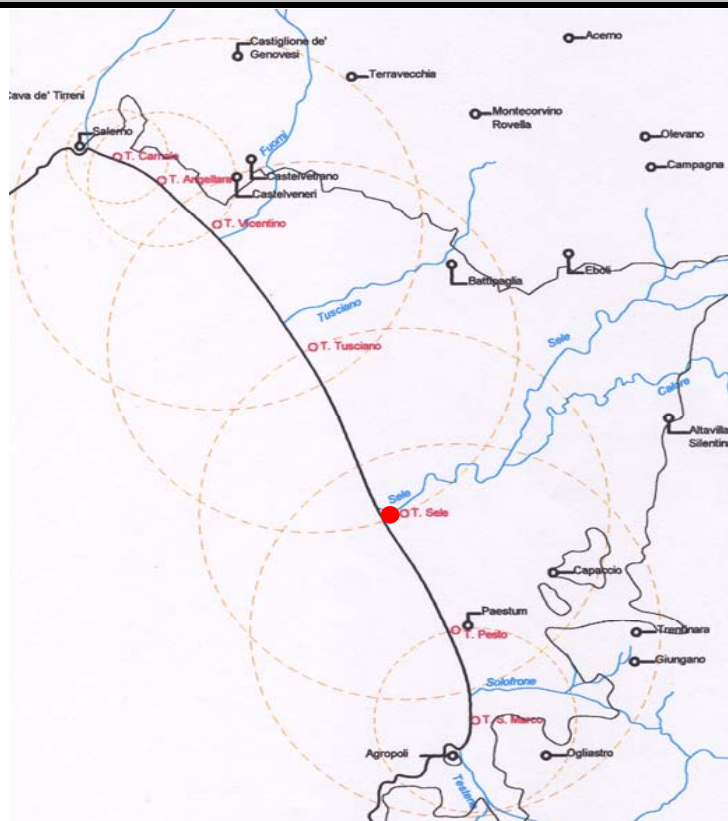 Castiglione de'
Genovesi
Acerno
Terravecchia
Cava de' Tirreni
Montecorvino
Rovella
Salerno
Olevano
Fuorni
T. Carnale
Campagna
T. Angellara
Castelvetrano
Castelveneri
T. Vicentino
Eboli
Battipaglia
Tusciano
Sele
T. Tusciano
Calore
Altavilla
Silentina
Sele
T. Sele
Capaccio
Paestum
T. Pesto
Trentinara
Giungano
Solofrone
T. S. Marco
Agropoli
Ogliastro
Testene